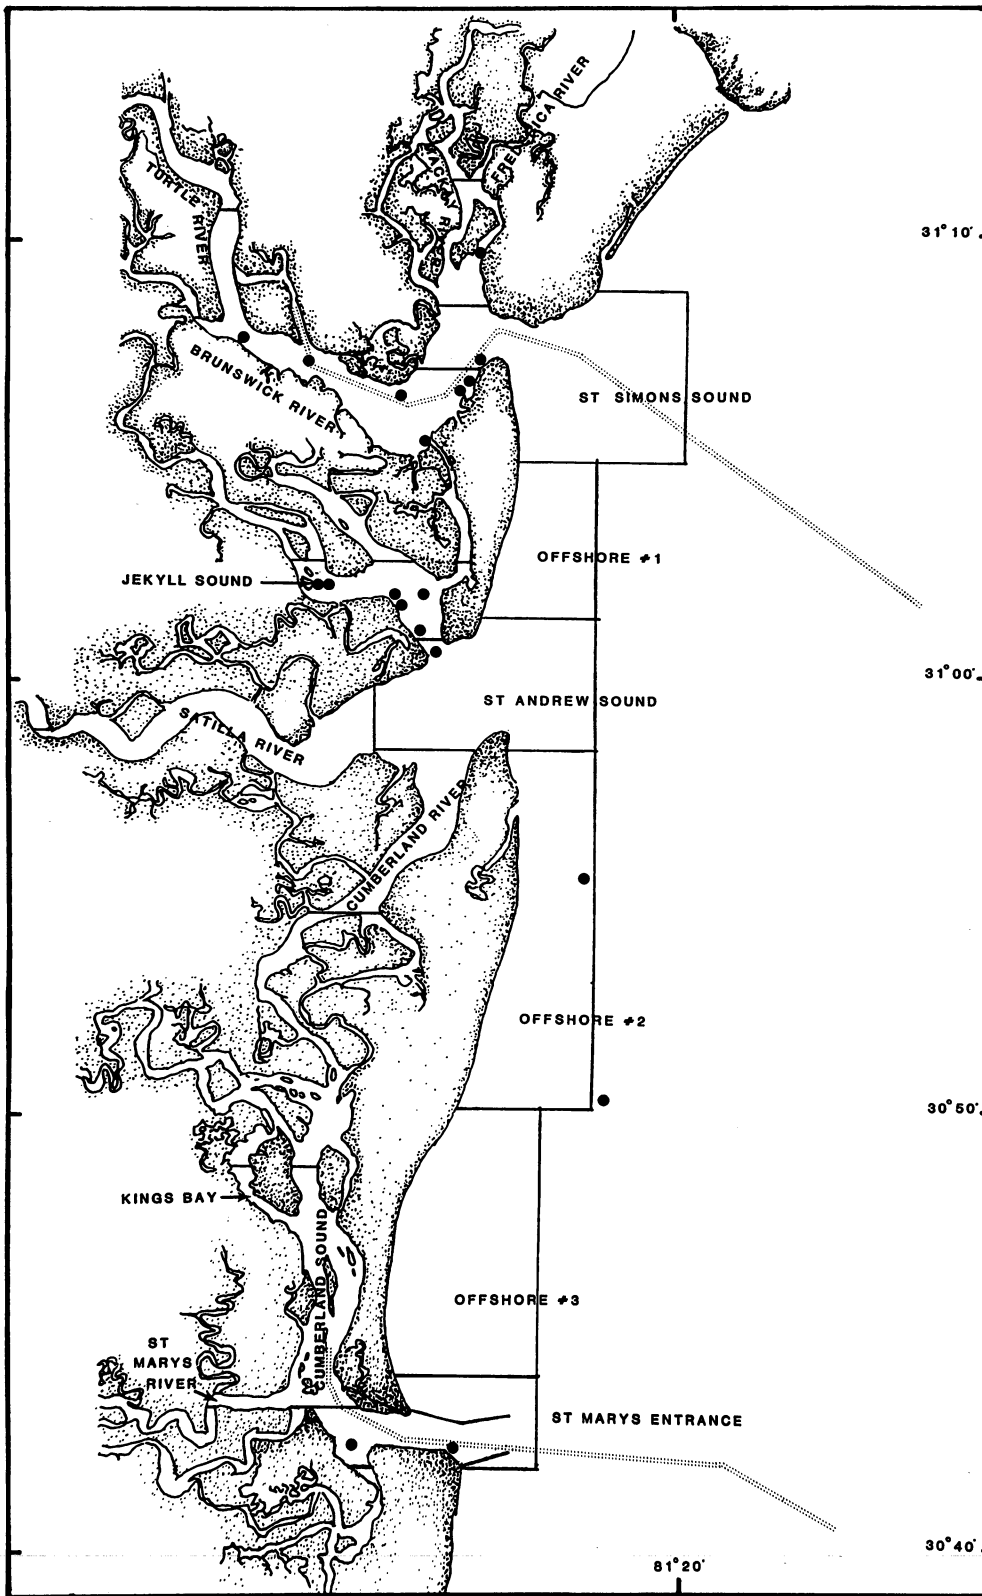 FREDERICA RIVER
MACKAY RIVER
TURTLE RIVER
31°10'
BRUNSWICK RIVER
ST SIMONS SOUND
OFFSHORE #1
JEKYLL SOUND
31°00'
ST ANDREW SOUND
SATILLA RIVER
CUMBERLAND RIVER
OFFSHORE #2
30°50'
KINGS BAY
CUMBERLAND SOUND
OFFSHORE #3
ST
MARYS
RIVER
ST MARYS ENTRANCE
30°40'
81°20'